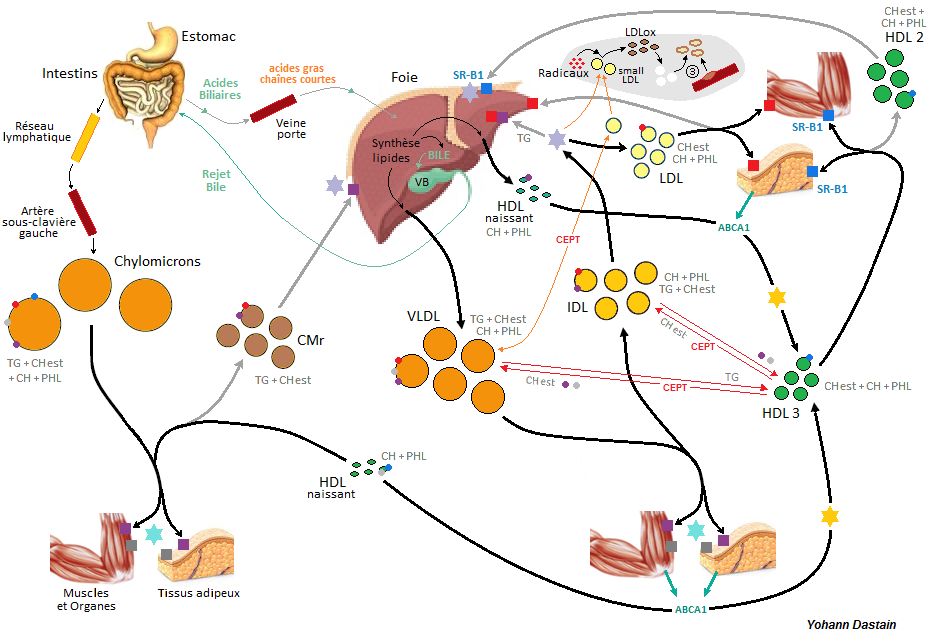 Estomac
Intestins
Acides
Biliaires
acides gras
chaînes courtes
Veine
porte
Réseau
lymphatique
Rejet
Bile
Artère
sous-clavière
gauche
Foie
SR-B1
Synthèse
lipides
BILE
VB
TG
Radicaux
LDLox
small
LDL
3
CHest
CH + PHL
LDL
CHest +
CH + PHL
HDL 2
SR-B1
SR-B1
ABCA1
HDL
naissant
CH + PHL
CEPT
Chylomicrons
TG + CHest
+ CH + PHL
CMr
TG + CHest
VLDL
TG + CHest
CH + PHL
IDL
CH + PHL
TG + CHest
CHest
CEPT
TG
CHest
CEPT
CHest + CH + PHL
HDL 3
CH + PHL
HDL
naissant
Muscles
et Organes
Tissus adipeux
ABCA1
Yohann Dastain